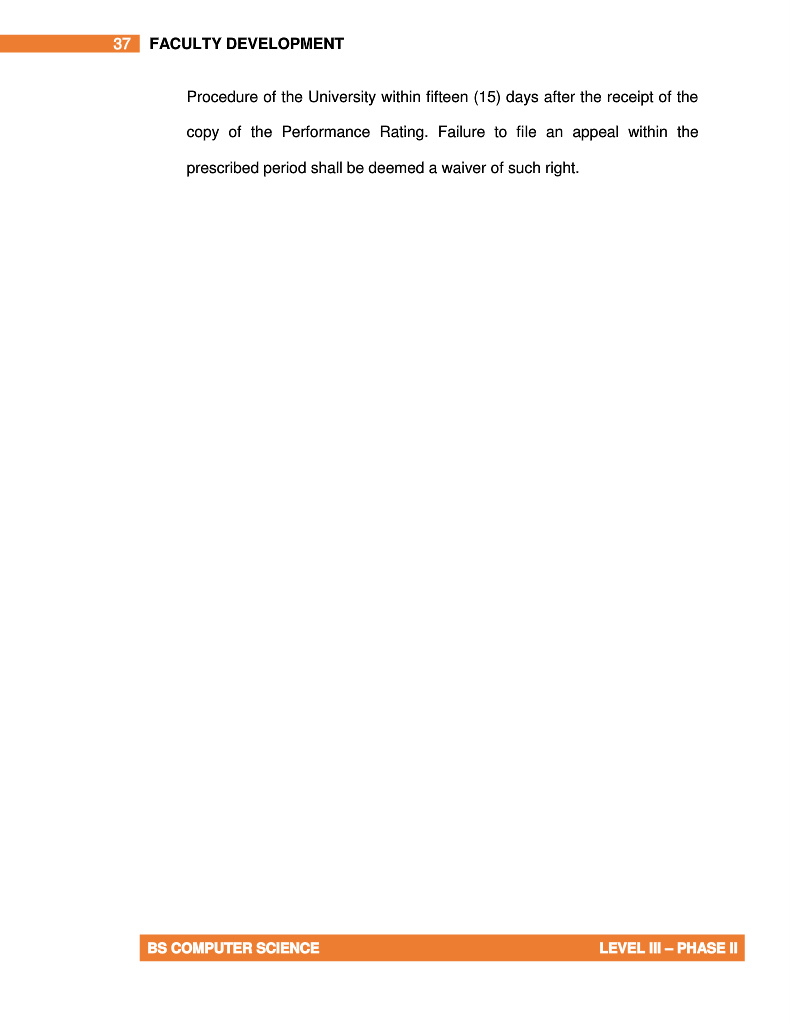 37 FACULTY DEVELOPMENT
Procedure of the University within fifteen (15) days after the receipt of the
copy of the Performance Rating. Failure to file an appeal within the
prescribed period shall be deemed a waiver of such right.
BS COMPUTER SCIENCE LEVEL III – PHASE II